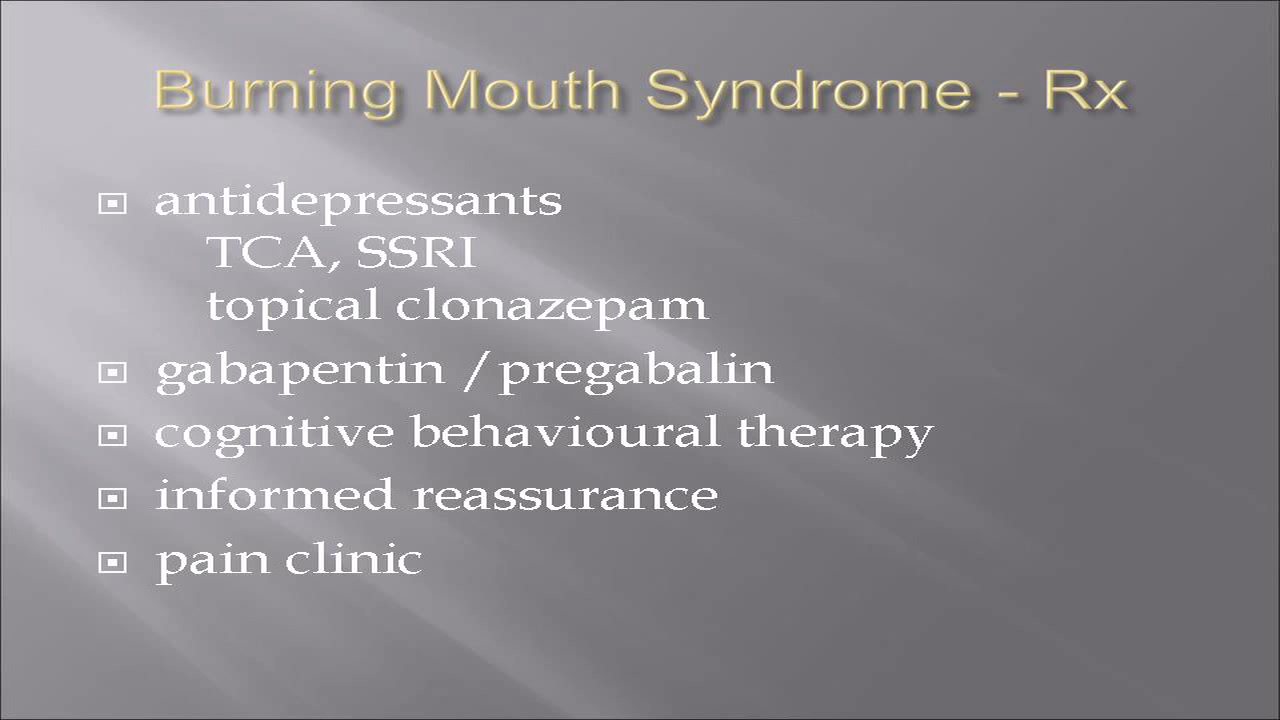 Burning Mouth Syndrome - Rx
antidepressants
TCA, SSRI
topical clonazepam
gabapentin / pregabalin
cognitive behavioural therapy
informed reassurance
pain clinic